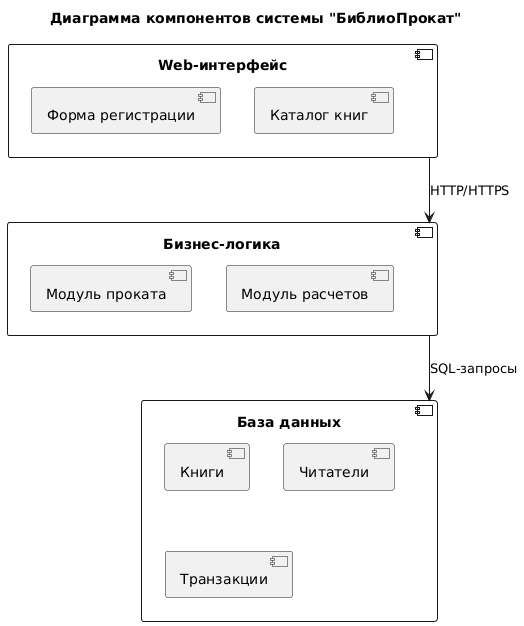 Диаграмма компонентов системы "БиблиоПрокат"
Web-интерфейс
Форма регистрации
Каталог книг
HTTP/HTTPS
Бизнес-логика
Модуль проката
Модуль расчетов
SQL-запросы
База данных
Книги
Читатели
Транзакции